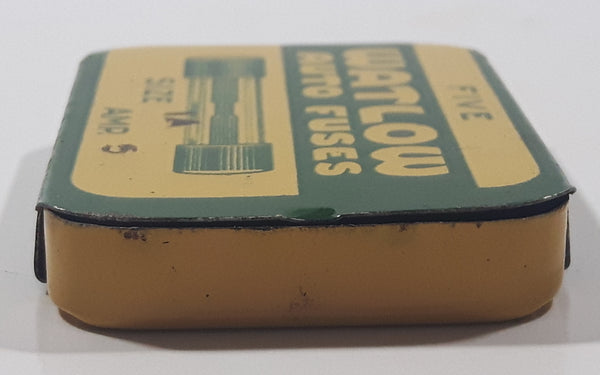 FIVE
WATLOW
AUTO FUSES
SIZE 1A
AMP. 5